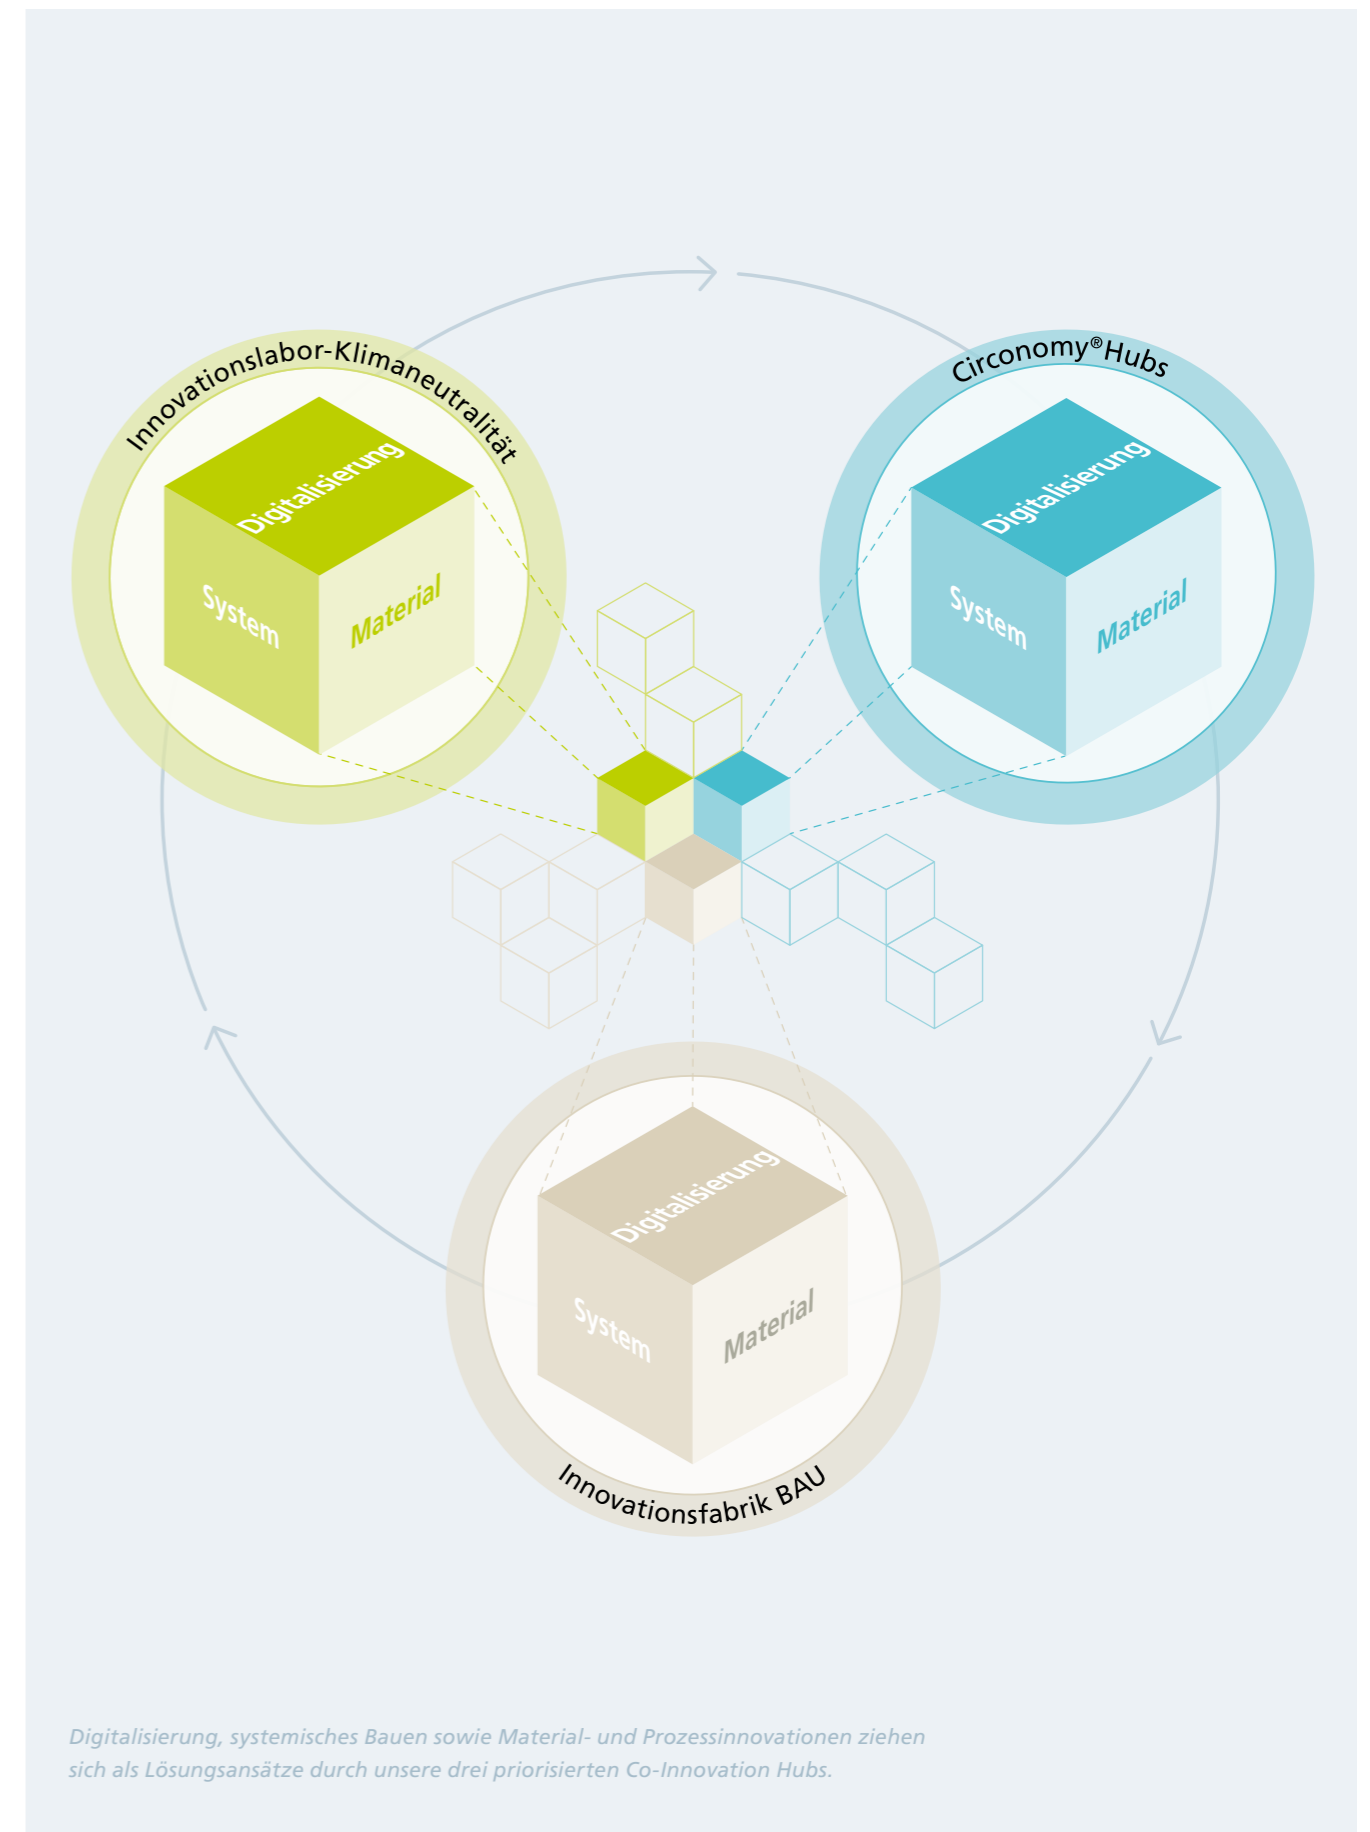 Innovationslabor-Klimaneutralität
Digitalisierung
System
Material
Circonomy®Hubs
Digitalisierung
System
Material
Digitalisierung
System
Material
Innovationsfabrik BAU
Digitalisierung, systemisches Bauen sowie Material- und Prozessinnovationen ziehen
sich als Lösungsansätze durch unsere drei priorisierten Co-Innovation Hubs.